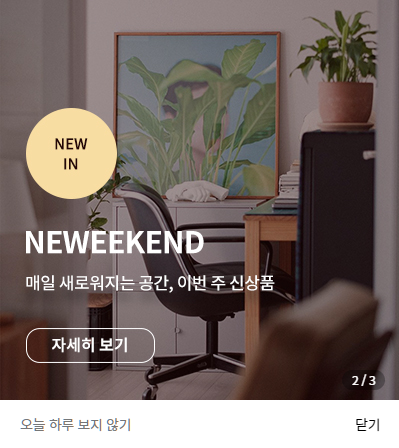 NEW
IN
NEWEEKEND
매일 새로워지는 공간, 이번 주 신상품
자세히 보기
2 / 3
오늘 하루 보지 않기
닫기